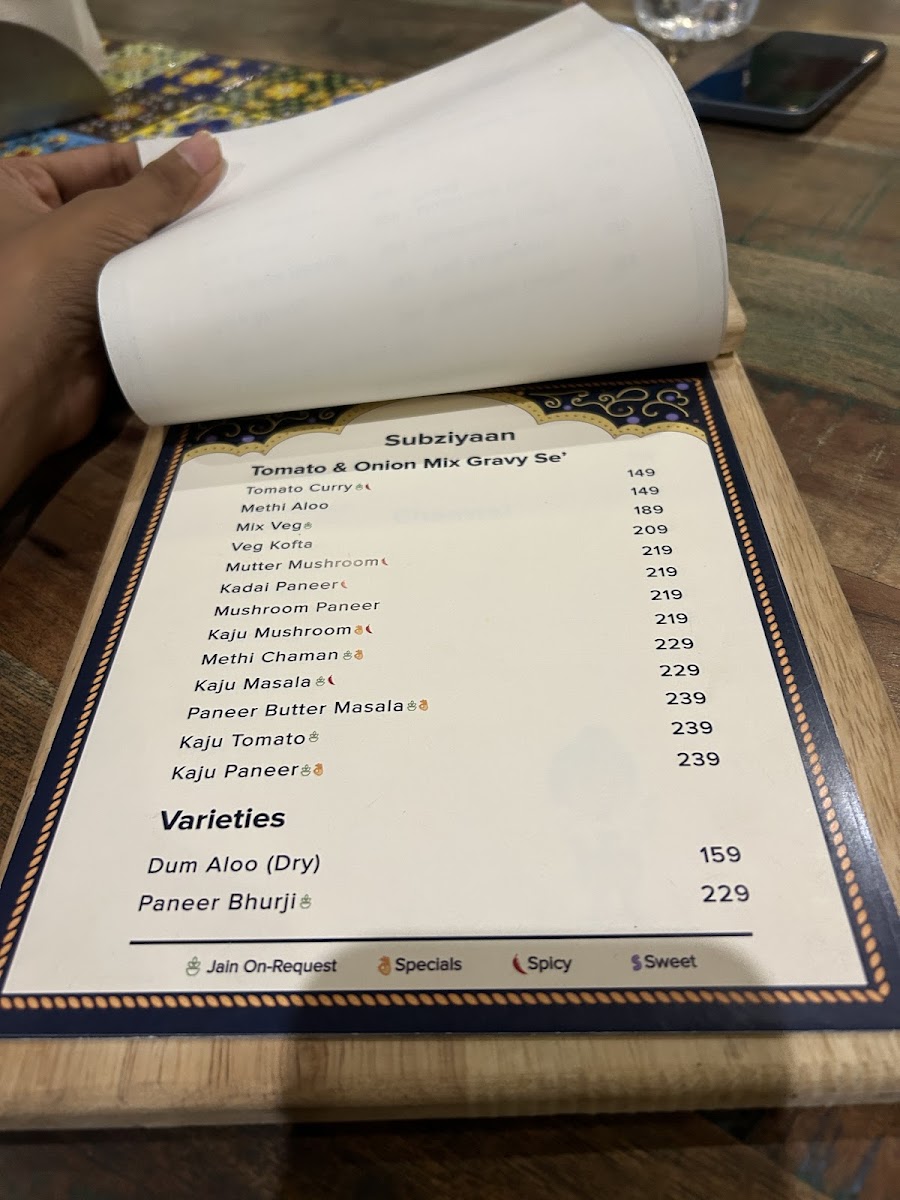 Subziyaan
Tomato & Onion Mix Gravy Se'
Tomato Curry 149
Methi Aloo 149
Mix Veg 189
Veg Kofta 209
Mutter Mushroom 219
Kadai Paneer 219
Mushroom Paneer 219
Kaju Mushroom 219
Methi Chaman 229
Kaju Masala 229
Paneer Butter Masala 239
Kaju Tomato 239
Kaju Paneer 239
Varieties
Dum Aloo (Dry) 159
Paneer Bhurji 229
Jain On-Request Specials Spicy Sweet